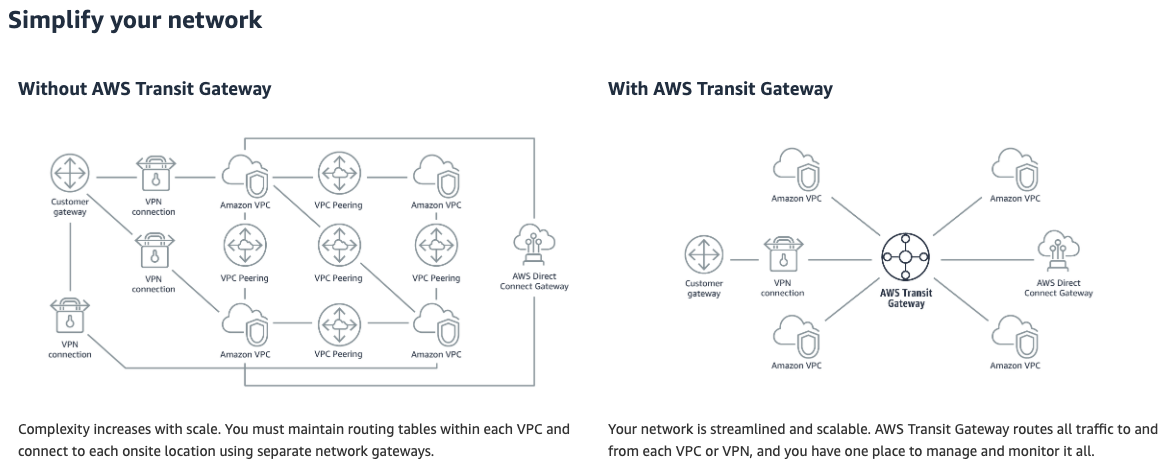 Simplify your network
Without AWS Transit Gateway
Customer
gateway
VPN
connection
Amazon VPC
VPC Peering
Amazon VPC
VPN
connection
VPC Peering
VPC Peering
VPC Peering
AWS Direct
Connect Gateway
VPN
connection
Amazon VPC
VPC Peering
Amazon VPC
Complexity increases with scale. You must maintain routing tables within each VPC and
connect to each onsite location using separate network gateways.
With AWS Transit Gateway
Amazon VPC
Amazon VPC
Customer
gateway
VPN
connection
AWS Transit
Gateway
AWS Direct
Connect Gateway
Amazon VPC
Amazon VPC
Your network is streamlined and scalable. AWS Transit Gateway routes all traffic to and
from each VPC or VPN, and you have one place to manage and monitor it all.